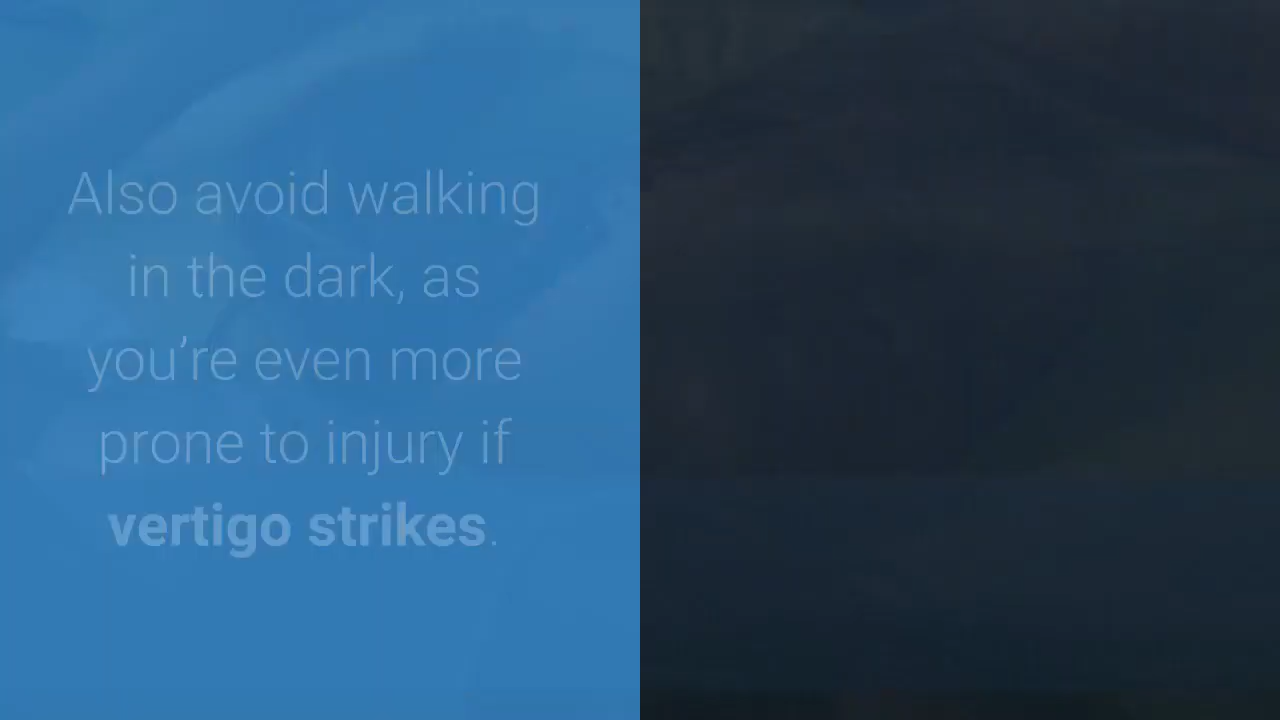 Also avoid walking
in the dark, as
you’re even more
prone to injury if
vertigo strikes.